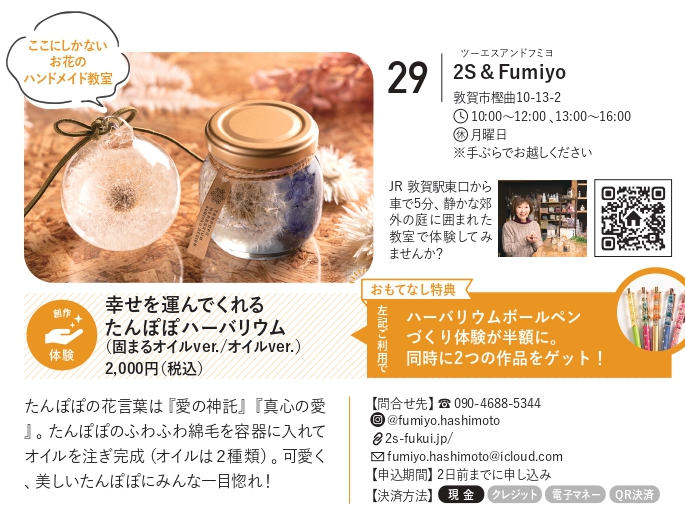 ここにしかない
お花の
ハンドメイド教室
29
ツーエスアンドフミヨ
2S & Fumiyo
敦賀市樫曲10-13-2
10:00〜12:00 、13:00〜16:00
休 月曜日
※手ぶらでお越しください
JR 敦賀駅東口から
車で5分、静かな郊
外の庭に囲まれた
教室で体験してみ
ませんか?
創作
体験
幸せを運んでくれる
たんぽぽハーバリウム
（固まるオイルver./オイルver.）
2,000円（税込）
おもてなし特典
左記ご利用で
ハーバリウムボールペン
づくり体験が半額に。
同時に2つの作品をゲット！
たんぽぽの花言葉は『愛の神託』『真心の愛
』。たんぽぽのふわふわ綿毛を容器に入れて
オイルを注ぎ完成（オイルは２種類）。可愛く
、美しいたんぽぽにみんな一目惚れ！
【問合せ先】☎ 090-4688-5344
@fumiyo.hashimoto
2s-fukui.jp/
fumiyo.hashimoto@icloud.com
【申込期間】2日前までに申し込み
【決済方法】 現 金 クレジット 電子マネー QR決済